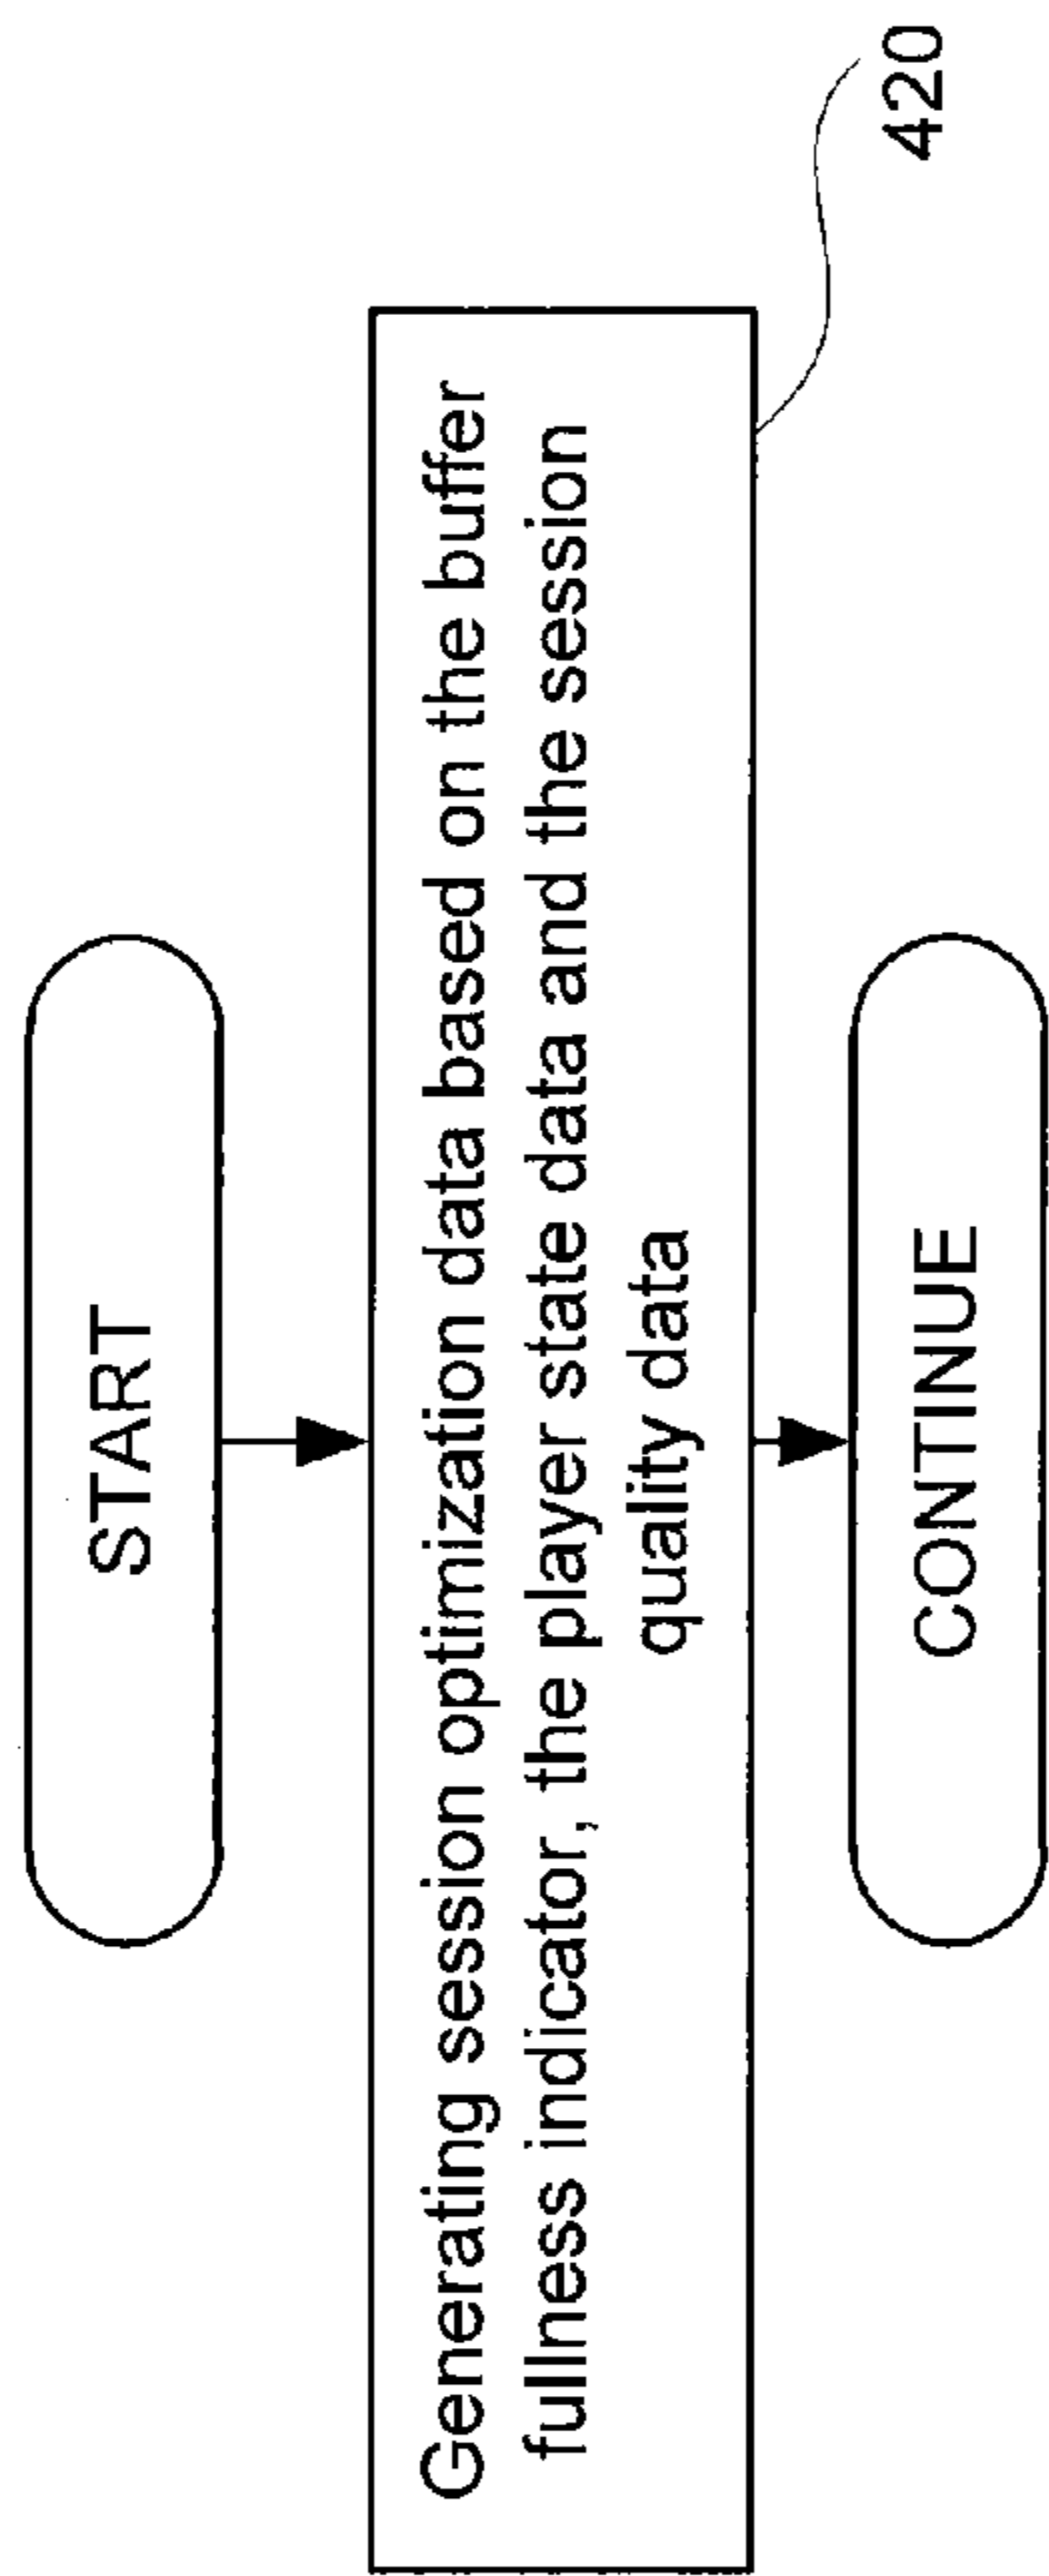 START
Generating session optimization data based on the buffer
fullness indicator, the player state data and the session
quality data
420
CONTINUE